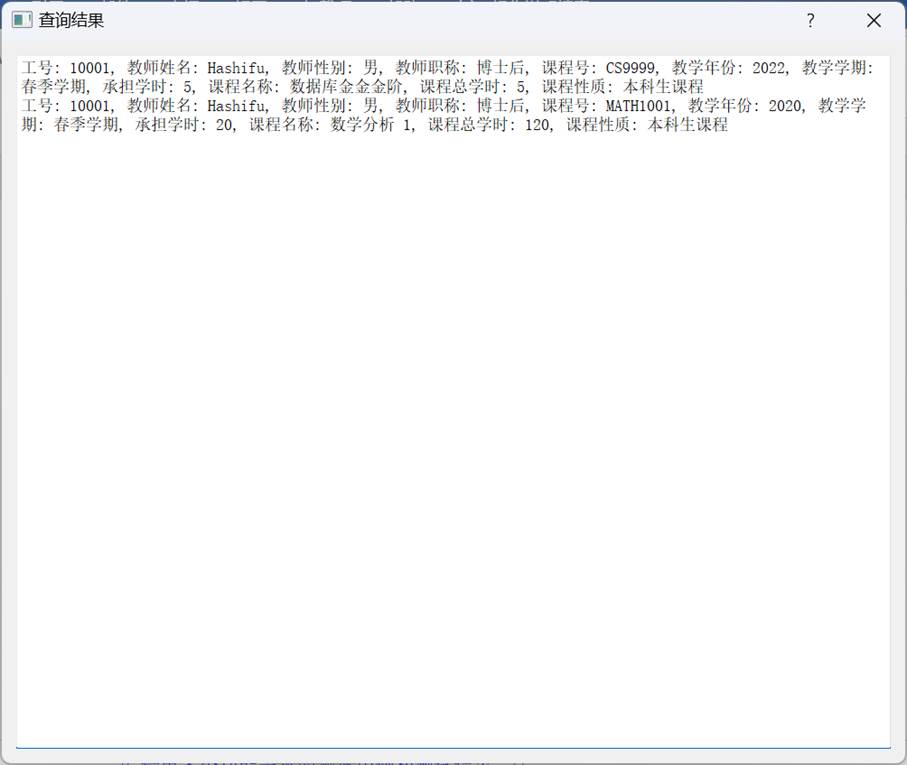 查询结果
?
工号: 10001, 教师姓名: Hashifu, 教师性别: 男, 教师职称: 博士后, 课程号: CS9999, 教学年份: 2022, 教学学期:
春季学期, 承担学时: 5, 课程名称: 数据库金金金阶, 课程总学时: 5, 课程性质: 本科生课程
工号: 10001, 教师姓名: Hashifu, 教师性别: 男, 教师职称: 博士后, 课程号: MATH1001, 教学年份: 2020, 教学学
期: 春季学期, 承担学时: 20, 课程名称: 数学分析 1, 课程总学时: 120, 课程性质: 本科生课程